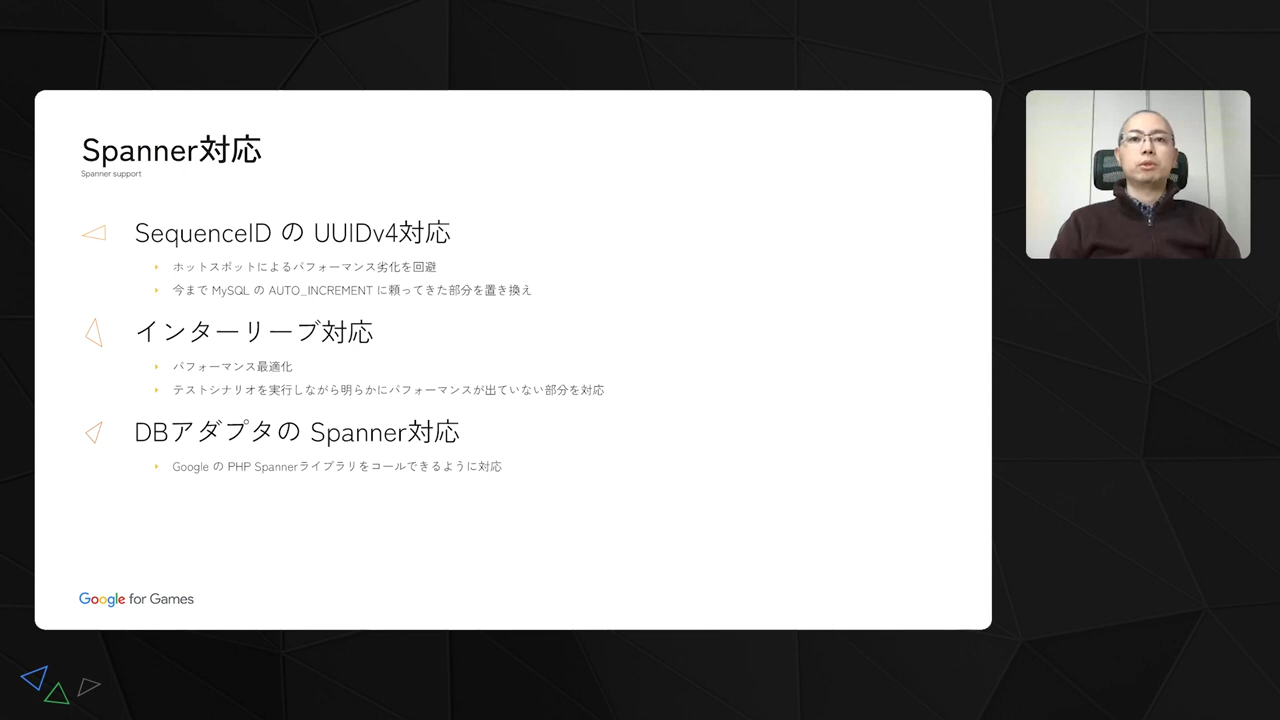 Spanner対応
Spanner support
SequenceID の UUIDv4対応
ホットスポットによるパフォーマンス劣化を回避
今まで MySQL の AUTO_INCREMENT に頼ってきた部分を置き換え
インターリーブ対応
パフォーマンス最適化
テストシナリオを実行しながら明らかにパフォーマンスが出ていない部分を対応
DBアダプタの Spanner対応
Google の PHP Spannerライブラリをコールできるように対応
Google for Games